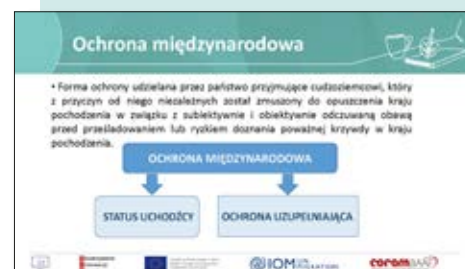 Ochrona międzynarodowa
• Forma ochrony udzielana przez państwo przyjmujące cudzoziemcowi, który
z przyczyn od niego niezależnych został zmuszony do opuszczenia kraju
pochodzenia w związku z subiektywnie i obiektywnie odczuwaną obawą
przed prześladowaniem lub ryzykiem doznania poważnej krzywdy w kraju
pochodzenia.
OCHRONA MIĘDZYNARODOWA
STATUS UCHODŹCY
OCHRONA UZUPEŁNIAJĄCA
IOM